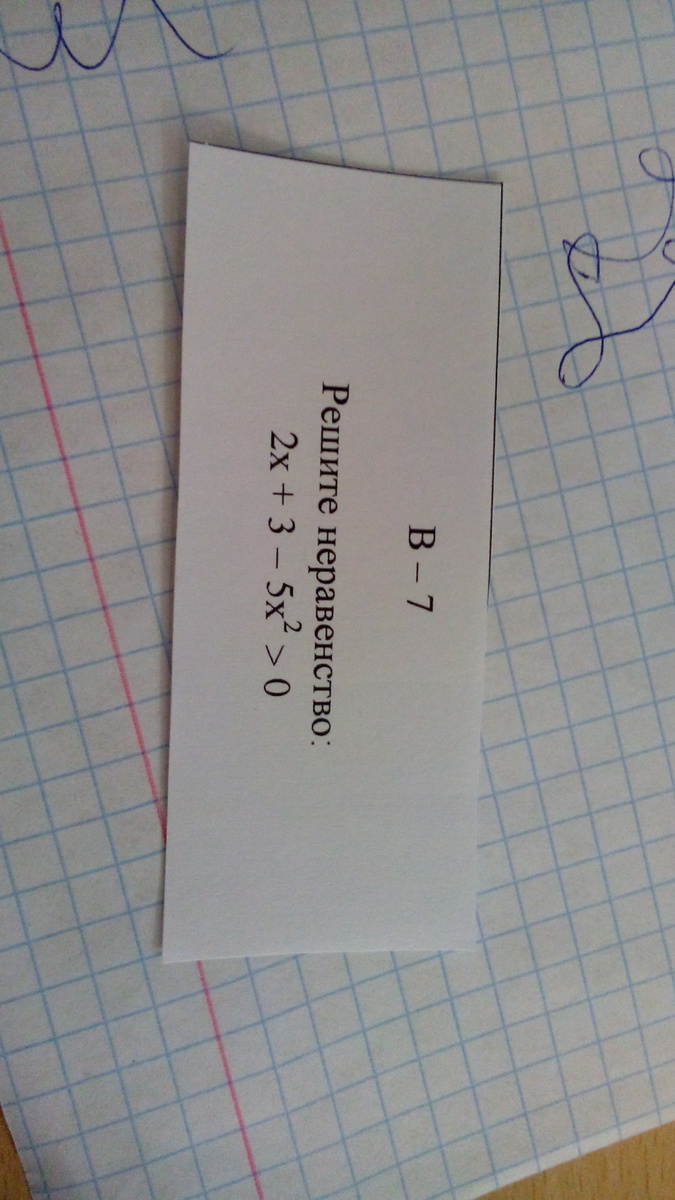 В – 7
Решите неравенство:
2x + 3 – 5x² > 0